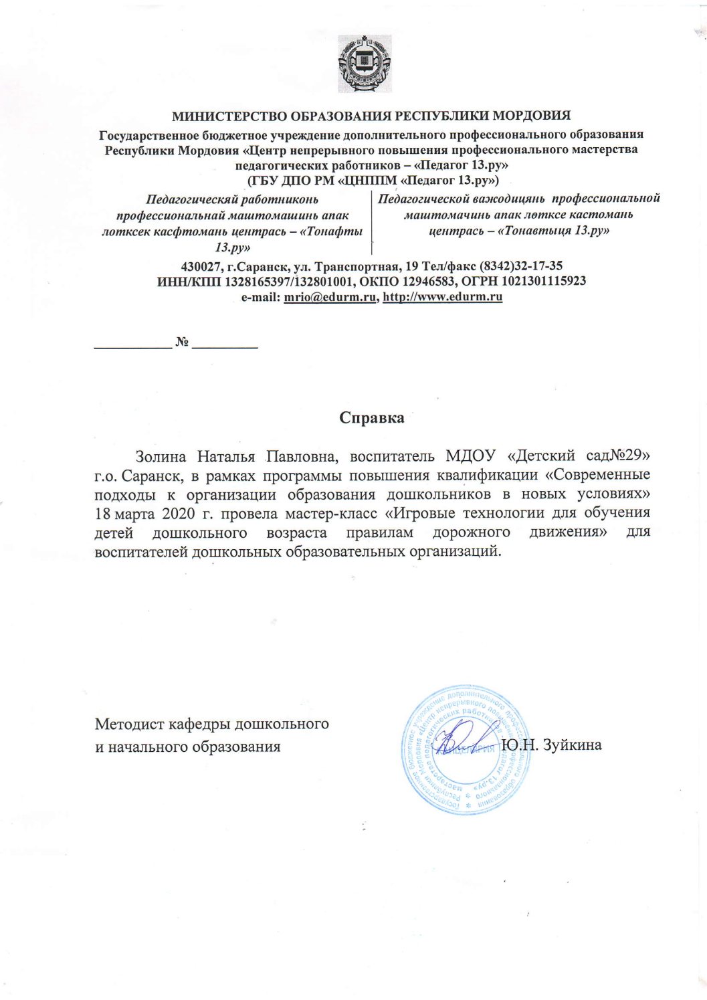 МИНИСТЕРСТВО ОБРАЗОВАНИЯ РЕСПУБЛИКИ МОРДОВИЯ
Государственное бюджетное учреждение дополнительного профессионального образования
Республики Мордовия «Центр непрерывного повышения профессионального мастерства
педагогических работников – «Педагог 13.ру»
(ГБУ ДПО РМ «ЦНППМ «Педагог 13.ру»)
Педагогическяй работниконь
профессиональнай маштомашинь апак
лотксек касфтомань центрась – «Тонафты
13.ру»
Педагогической важодицянь профессиональной
маштомачинь апак лотксе кастомань
центрась – «Тонавтыця 13.ру»
430027, г.Саранск, ул. Транспортная, 19 Тел/факс (8342)32-17-35
ИНН/КПП 1328165397/132801001, ОКПО 12946583, ОГРН 1021301115923
e-mail: mrio@edurm.ru, http://www.edurm.ru
____________ № __________
Справка
Золина Наталья Павловна, воспитатель МДОУ «Детский сад№29»
г.о. Саранск, в рамках программы повышения квалификации «Современные
подходы к организации образования дошкольников в новых условиях»
18 марта 2020 г. провела мастер-класс «Игровые технологии для обучения
детей дошкольного возраста правилам дорожного движения» для
воспитателей дошкольных образовательных организаций.
Методист кафедры дошкольного
и начального образования
Ю.Н. Зуйкина
Государственное бюджетное учреждение дополнительного профессионального образования
Республики Мордовия «Центр непрерывного повышения профессионального
мастерства педагогических работников «Педагог 13.ру»
КАНЦЕЛЯРИЯ